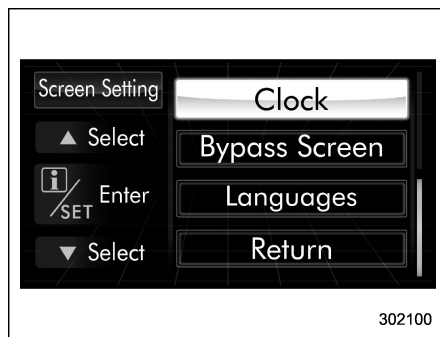 Screen Setting
Clock
▲ Select
Bypass Screen
i/SET Enter
Languages
▼ Select
Return
302100